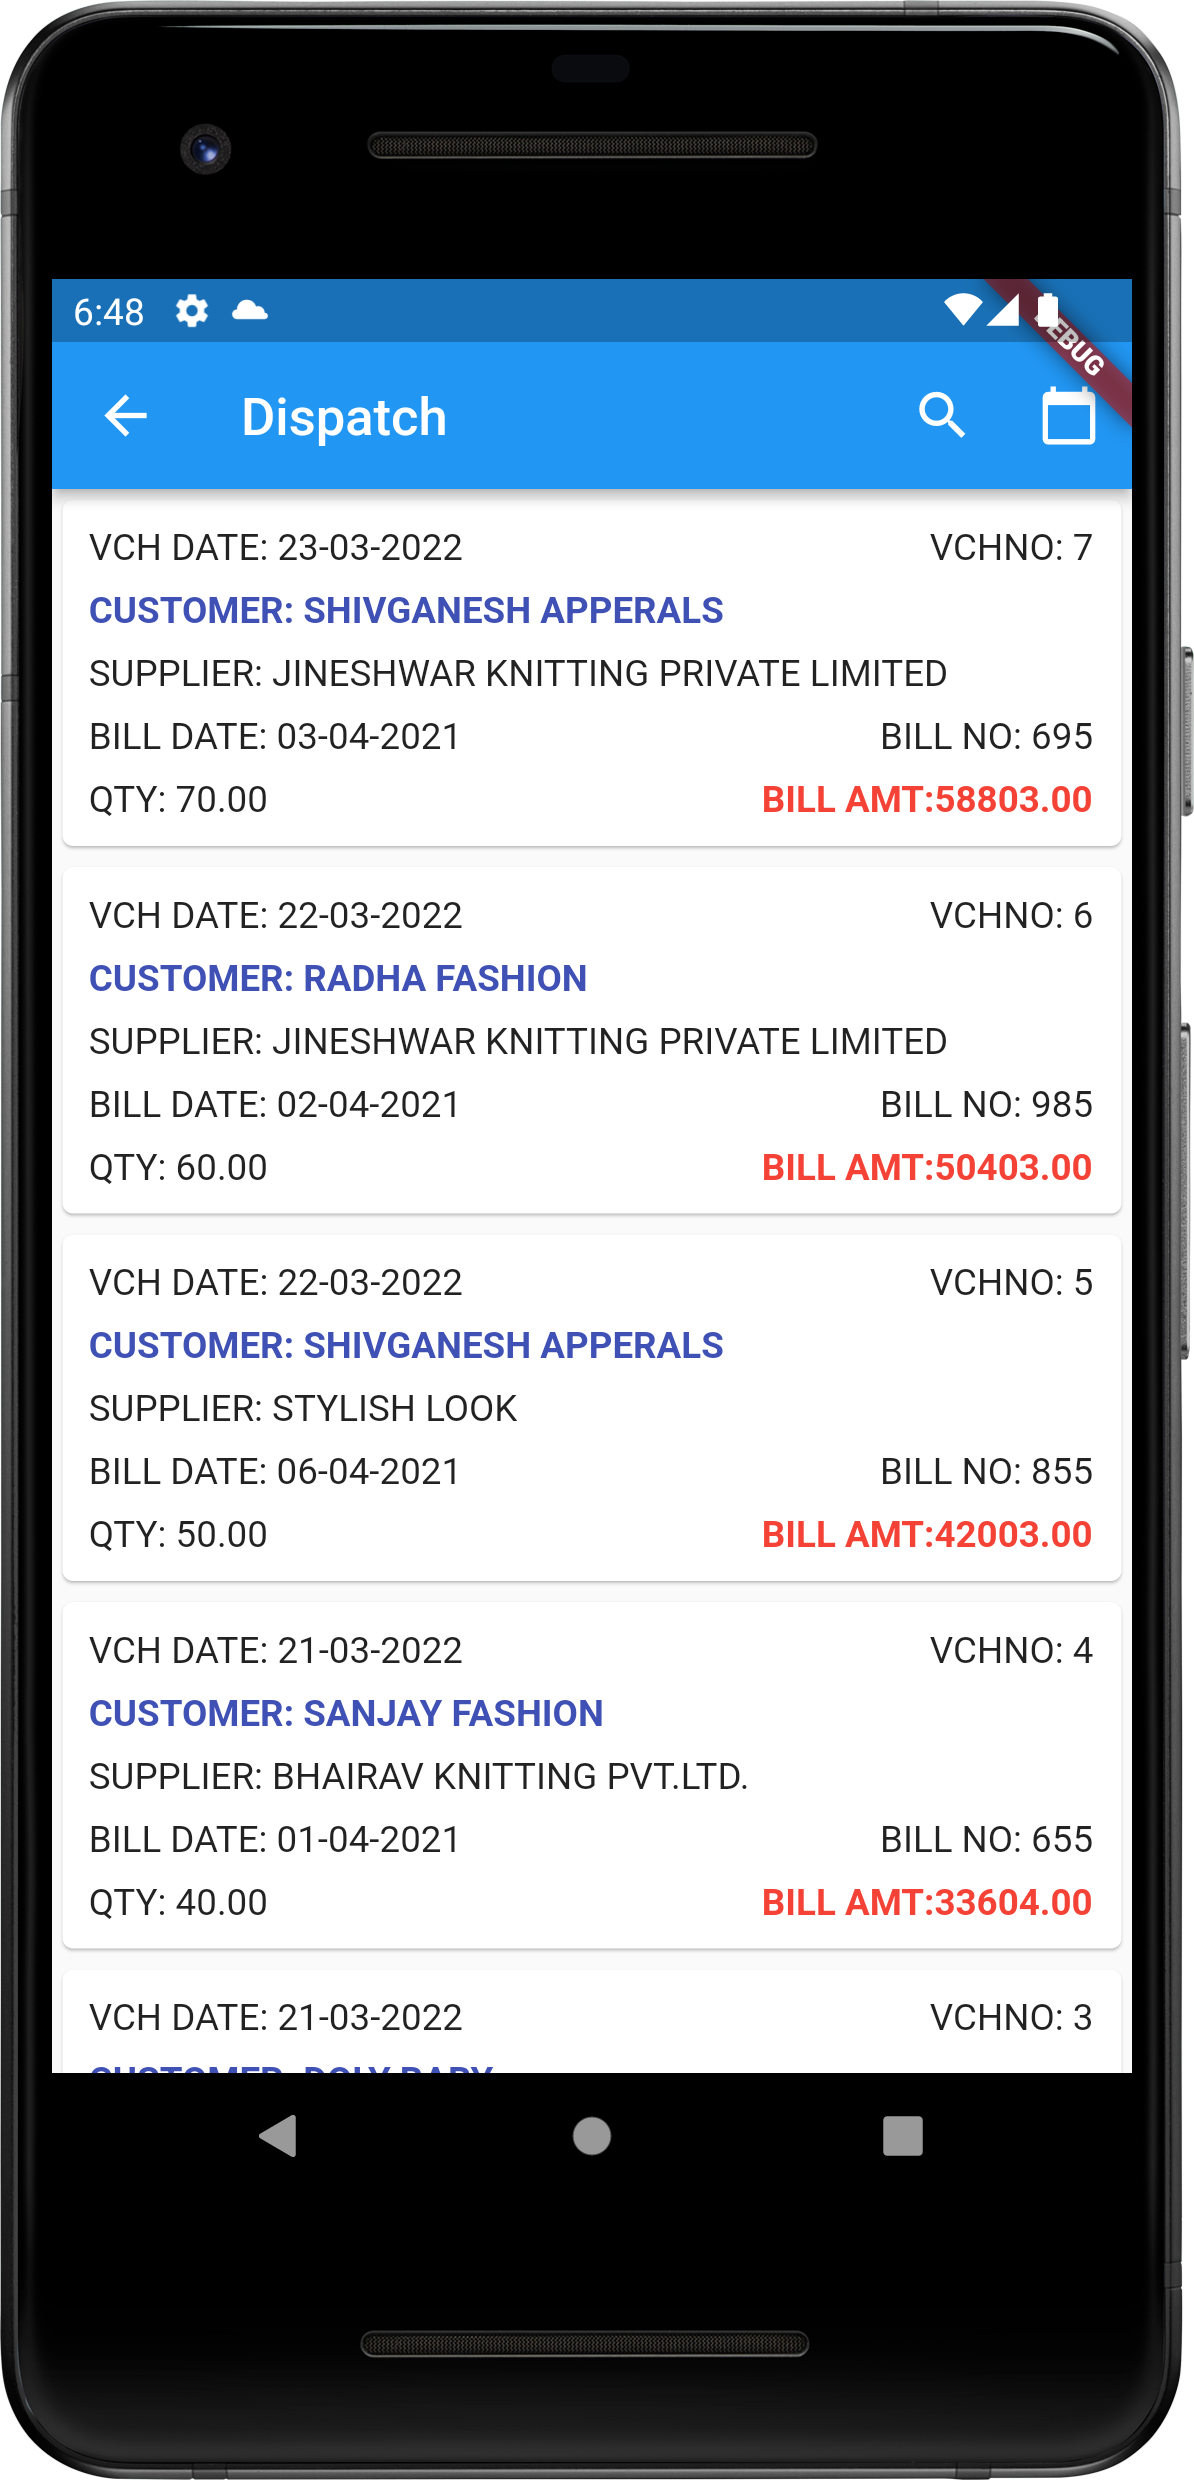 6:48
DEBUG
Dispatch
VCH DATE: 23-03-2022 VCHNO: 7
CUSTOMER: SHIVGANESH APPERALS
SUPPLIER: JINESHWAR KNITTING PRIVATE LIMITED
BILL DATE: 03-04-2021 BILL NO: 695
QTY: 70.00 BILL AMT:58803.00
VCH DATE: 22-03-2022 VCHNO: 6
CUSTOMER: RADHA FASHION
SUPPLIER: JINESHWAR KNITTING PRIVATE LIMITED
BILL DATE: 02-04-2021 BILL NO: 985
QTY: 60.00 BILL AMT:50403.00
VCH DATE: 22-03-2022 VCHNO: 5
CUSTOMER: SHIVGANESH APPERALS
SUPPLIER: STYLISH LOOK
BILL DATE: 06-04-2021 BILL NO: 855
QTY: 50.00 BILL AMT:42003.00
VCH DATE: 21-03-2022 VCHNO: 4
CUSTOMER: SANJAY FASHION
SUPPLIER: BHAIRAV KNITTING PVT.LTD.
BILL DATE: 01-04-2021 BILL NO: 655
QTY: 40.00 BILL AMT:33604.00
VCH DATE: 21-03-2022 VCHNO: 3
CUSTOMER: